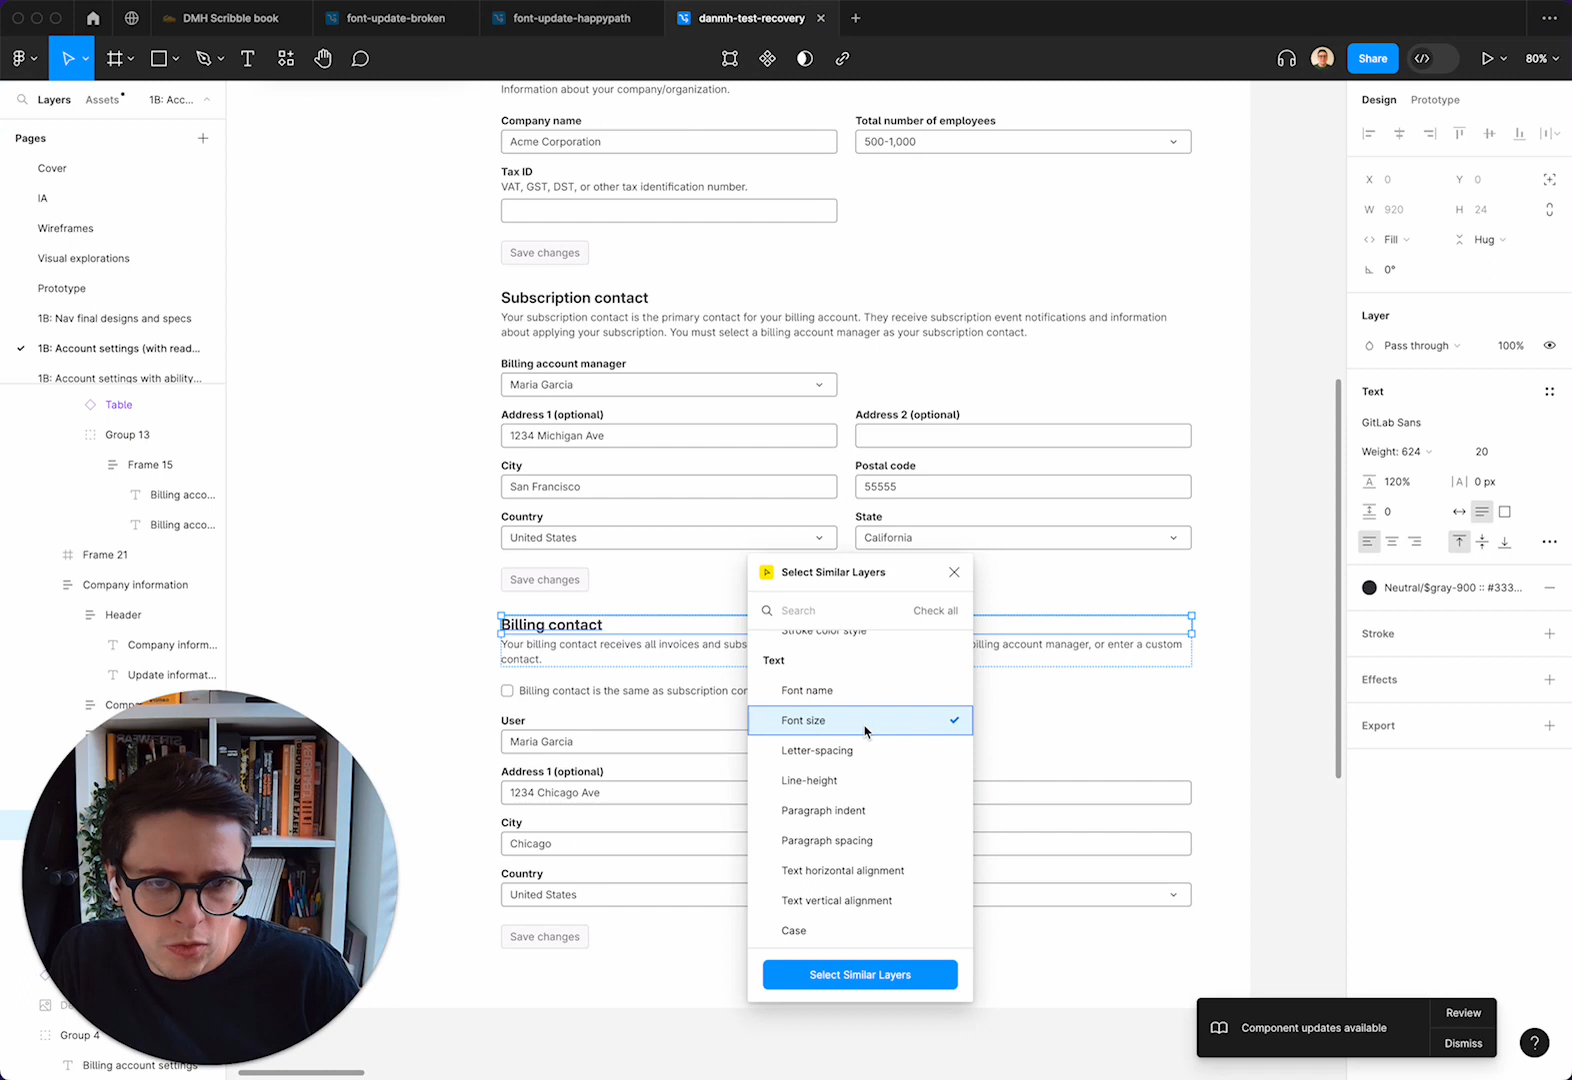 DMH Scribble book
font-update-broken
font-update-happypath
danmh-test-recovery
Share
80%
Layers
Assets
1B: Acc...
Pages
Cover
IA
Wireframes
Visual explorations
Prototype
1B: Nav final designs and specs
1B: Account settings (with read...
1B: Account settings with ability...
Table
Group 13
Frame 15
Billing acco...
Billing acco...
Frame 21
Company information
Header
Company inform...
Update informat...
Group 4
Billing account settings
Information about your company/organization.
Company name
Total number of employees
Acme Corporation
500-1,000
Tax ID
VAT, GST, DST, or other tax identification number.
Save changes
Subscription contact
Your subscription contact is the primary contact for your billing account. They receive subscription event notifications and information
about applying your subscription. You must select a billing account manager as your subscription contact.
Billing account manager
Maria Garcia
Address 1 (optional)
Address 2 (optional)
1234 Michigan Ave
City
Postal code
San Francisco
55555
Country
State
United States
California
Save changes
Billing contact
Your billing contact receives all invoices and subs
illing account manager, or enter a custom
contact.
Billing contact is the same as subscription con
User
Maria Garcia
Address 1 (optional)
1234 Chicago Ave
City
Chicago
Country
United States
Save changes
Select Similar Layers
Search
Check all
Stroke color style
Text
Font name
Font size
Letter-spacing
Line-height
Paragraph indent
Paragraph spacing
Text horizontal alignment
Text vertical alignment
Case
Select Similar Layers
Design
Prototype
X 0
Y 0
W 920
H 24
Fill
Hug
0°
Layer
Pass through
100%
Text
GitLab Sans
Weight: 624
20
120%
0 px
0
Neutral/$gray-900 :: #333...
Stroke
Effects
Export
Component updates available
Review
Dismiss
?